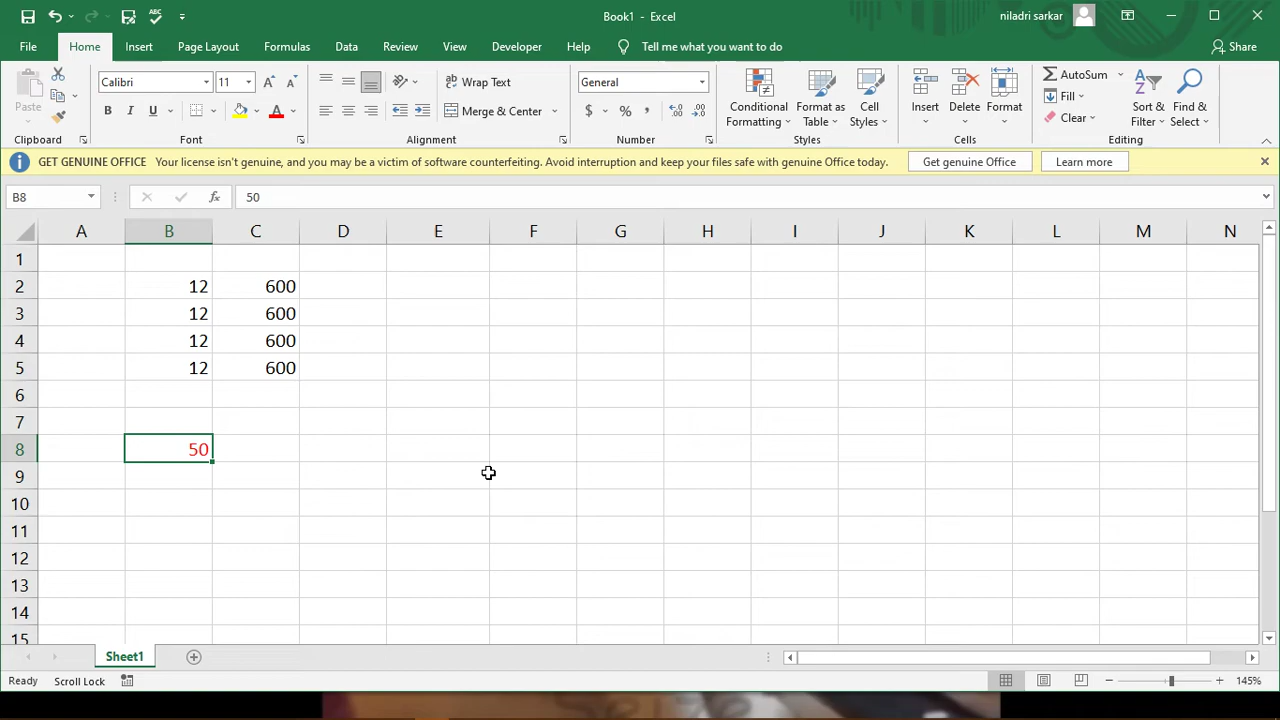 Book1 - Excel
niladri sarkar
File Home Insert Page Layout Formulas Data Review View Developer Help Tell me what you want to do Share
Calibri 11 Wrap Text General Conditional Formatting Format as Table Cell Styles Insert Delete Format AutoSum Sort & Filter Find & Select
Paste B I U Merge & Center $ % , Fill
Clear
Clipboard Font Alignment Number Styles Cells Editing
GET GENUINE OFFICE Your license isn't genuine, and you may be a victim of software counterfeiting. Avoid interruption and keep your files safe with genuine Office today. Get genuine Office Learn more
B8 fx 50
A B C D E F G H I J K L M N
1
2 12 600
3 12 600
4 12 600
5 12 600
6
7
8 50
9
10
11
12
13
14
15
Sheet1
Ready Scroll Lock 145%